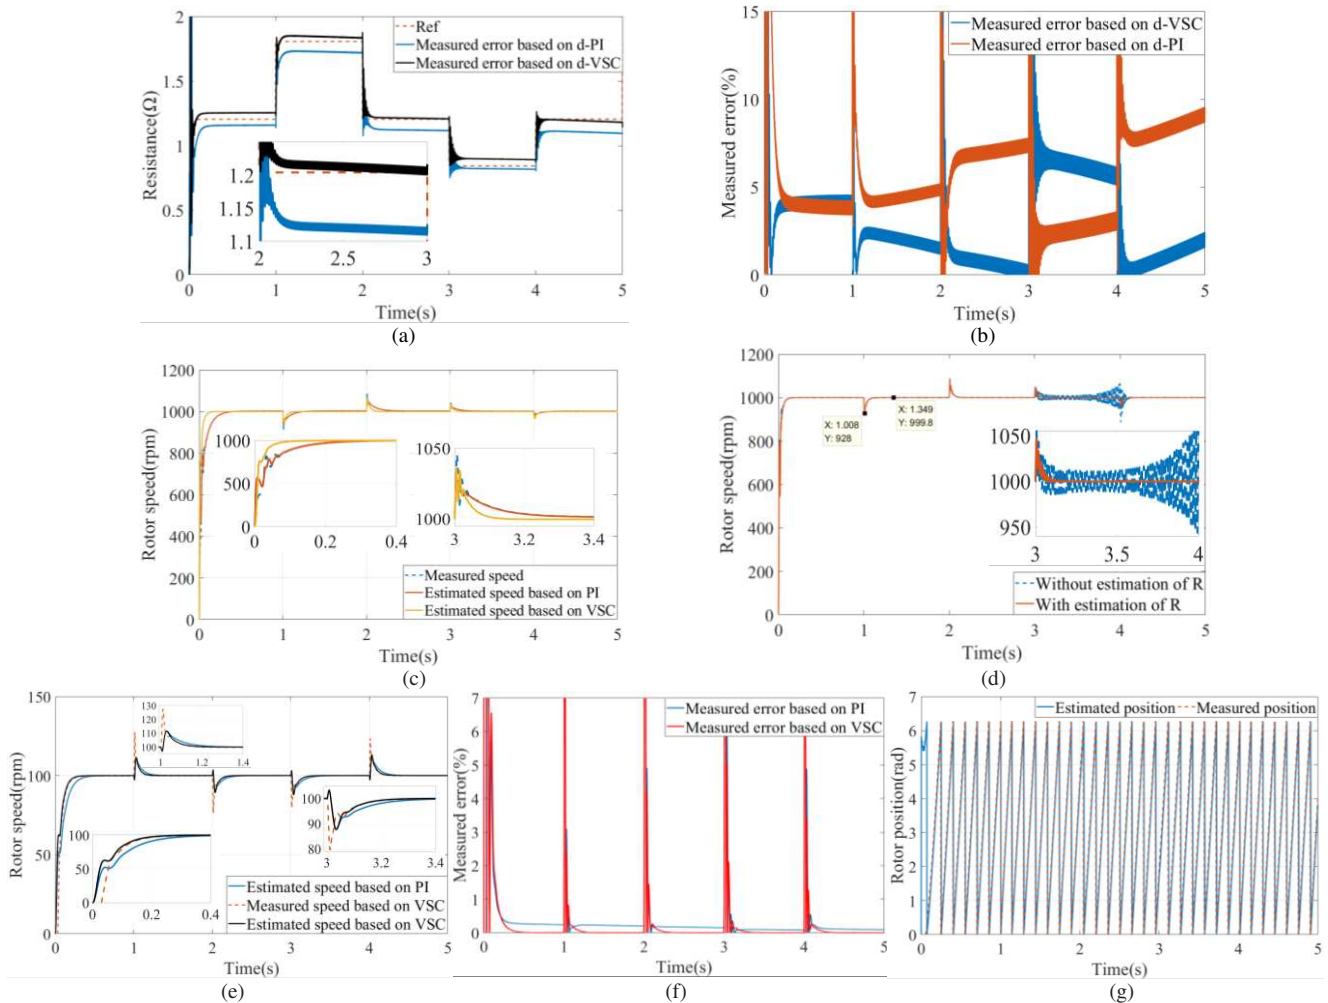 2
1.5
1
0.5
0
Resistance(Ω)
Ref
Measured error based on d-PI
Measured error based on d-VSC
1.2
1.15
1.1
2 2.5 3
0 1 2 3 4 5
Time(s)
(a)
15
10
5
0
Measured error(%)
Measured error based on d-VSC
Measured error based on d-PI
0 1 2 3 4 5
Time(s)
(b)
1200
1000
800
600
400
200
0
Rotor speed(rpm)
1000
500
0
0 0.2 0.4
1050
1000
3 3.2 3.4
Measured speed
Estimated speed based on PI
Estimated speed based on VSC
0 1 2 3 4 5
Time(s)
(c)
1200
1000
800
600
400
200
0
Rotor speed(rpm)
X: 1.008
Y: 928
X: 1.349
Y: 999.8
1050
1000
950
3 3.5 4
Without estimation of R
With estimation of R
0 1 2 3 4 5
Time(s)
(d)
150
100
50
0
Rotor speed(rpm)
130
120
110
100
1 1.2 1.4
100
90
80
3 3.2 3.4
100
50
0
0 0.2 0.4
Estimated speed based on PI
Measured speed based on VSC
Estimated speed based on VSC
0 1 2 3 4 5
Time(s)
(e)
7
6
5
4
3
2
1
0
Measured error(%)
Measured error based on PI
Measured error based on VSC
0 1 2 3 4 5
Time(s)
(f)
7
6
5
4
3
2
1
0
Rotor position(rad)
Estimated position
Measured position
0 1 2 3 4 5
Time(s)
(g)